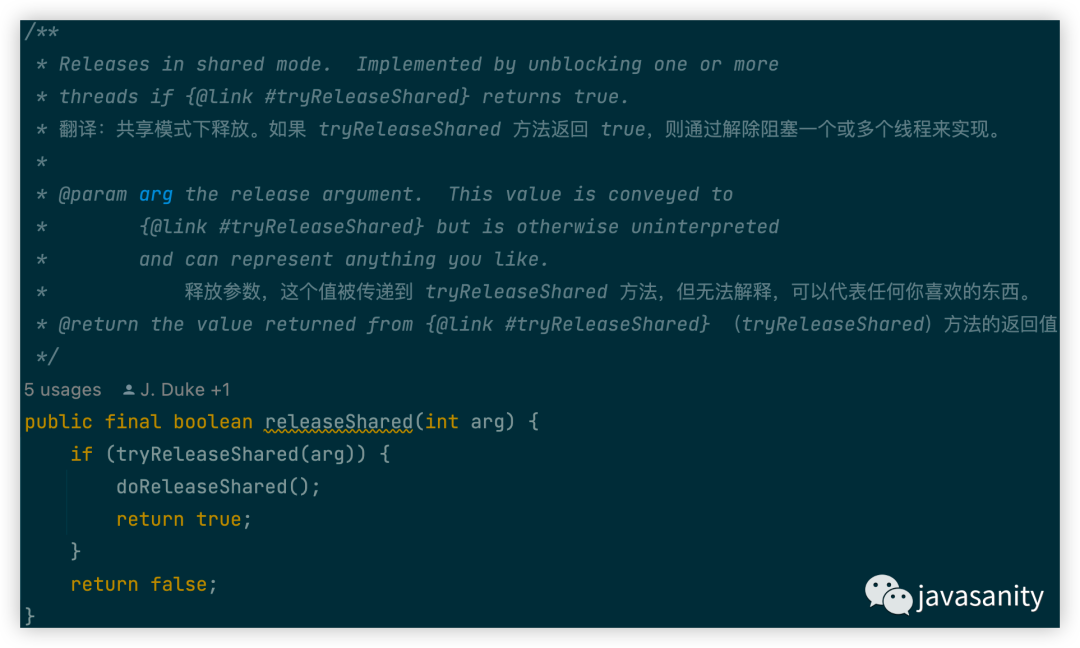 /**
 * Releases in shared mode.  Implemented by unblocking one or more
 * threads if {@link #tryReleaseShared} returns true.
 * 翻译：共享模式下释放。如果 tryReleaseShared 方法返回 true，则通过解除阻塞一个或多个线程来实现。
 *
 * @param arg the release argument.  This value is conveyed to
 *        {@link #tryReleaseShared} but is otherwise uninterpreted
 *        and can represent anything you like.
 *            释放参数，这个值被传递到 tryReleaseShared 方法，但无法解释，可以代表任何你喜欢的东西。
 * @return the value returned from {@link #tryReleaseShared} （tryReleaseShared）方法的返回值
 */
5 usages  J. Duke +1
public final boolean releaseShared(int arg) {
    if (tryReleaseShared(arg)) {
        doReleaseShared();
        return true;
    }
    return false;
}
javasanity